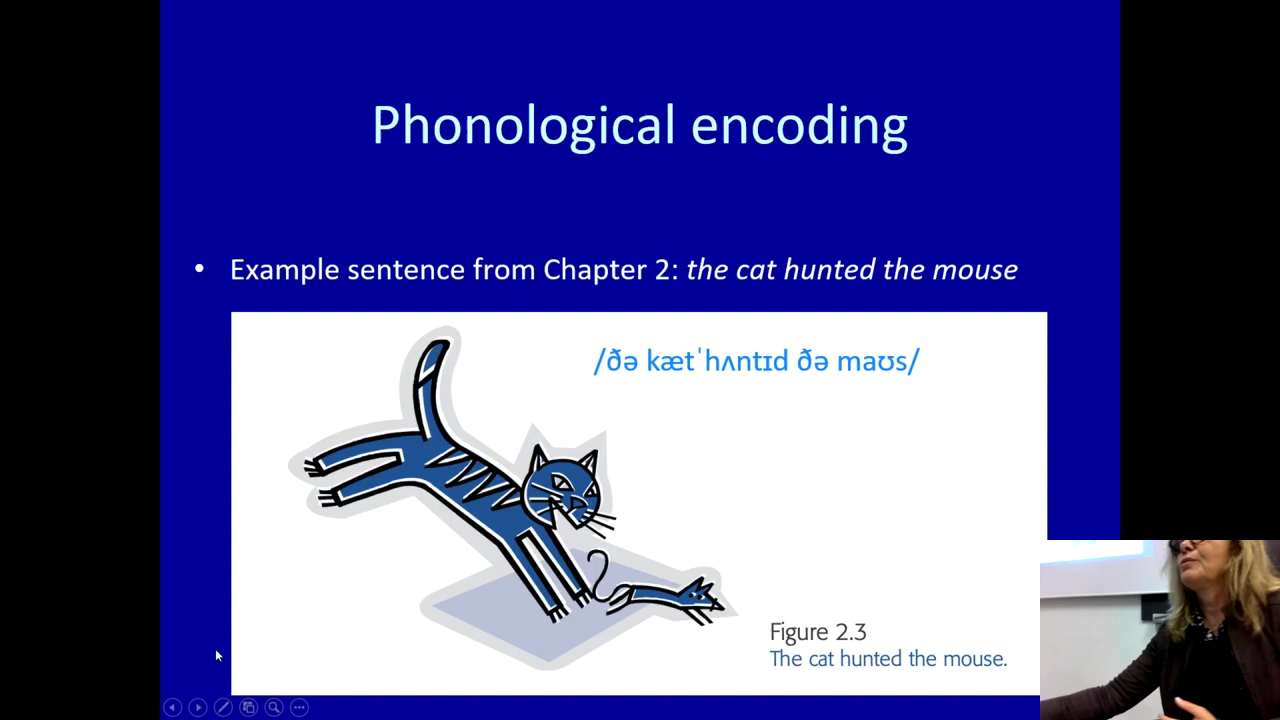 Phonological encoding
• Example sentence from Chapter 2: the cat hunted the mouse
/ðə kætˈhʌntɪd ðə maʊs/
Figure 2.3
The cat hunted the mouse.